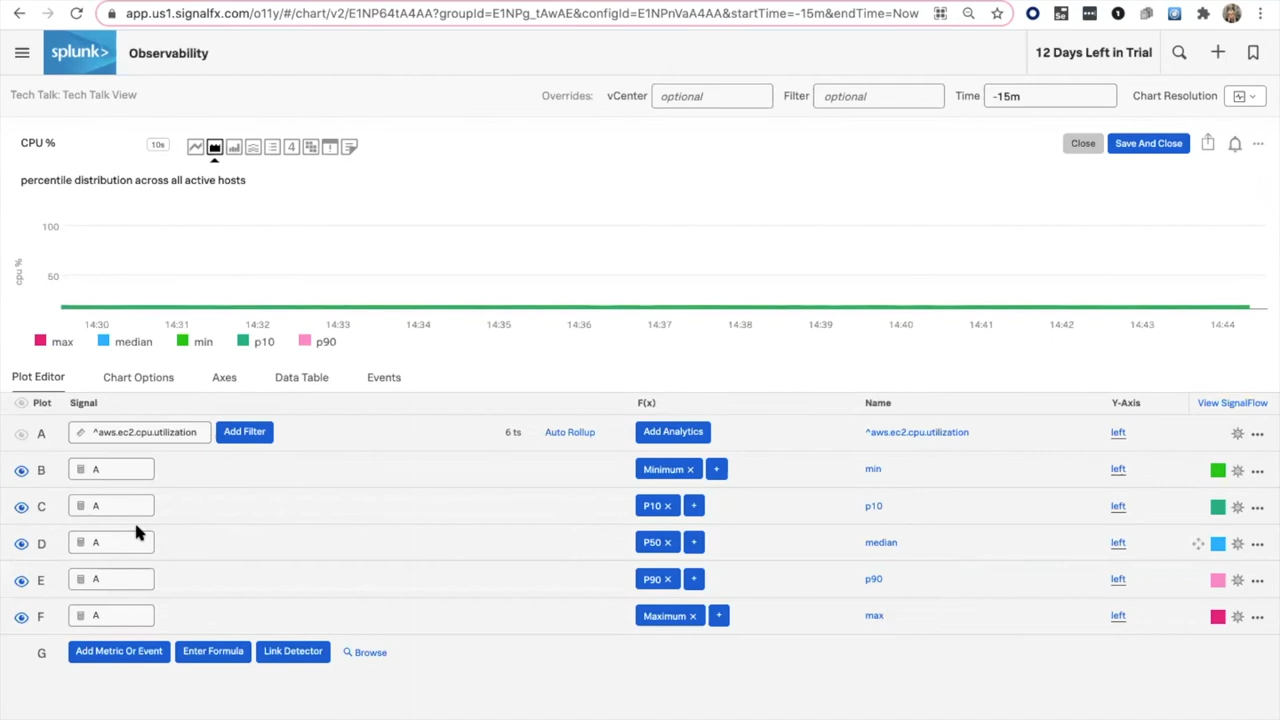 app.us1.signalfx.com/o11y/#/chart/v2/E1NP64tA4AA?groupId=E1NPg_tAwAE&configId=E1NPnVaA4AA&startTime=-15m&endTime=Now
splunk> Observability 12 Days Left in Trial
Tech Talk: Tech Talk View Overrides: vCenter optional Filter optional Time -15m Chart Resolution
CPU % 10s 4 Close Save And Close
percentile distribution across all active hosts
100
50
cpu %
14:30 14:31 14:32 14:33 14:34 14:35 14:36 14:37 14:38 14:39 14:40 14:41 14:42 14:43 14:44
max median min p10 p90
Plot Editor Chart Options Axes Data Table Events
Plot Signal F(x) Name Y-Axis View SignalFlow
A ^aws.ec2.cpu.utilization Add Filter 6 ts Auto Rollup Add Analytics ^aws.ec2.cpu.utilization left
B A Minimum × + min left
C A P10 × + p10 left
D A P50 × + median left
E A P90 × + p90 left
F A Maximum × + max left
G Add Metric Or Event Enter Formula Link Detector Browse